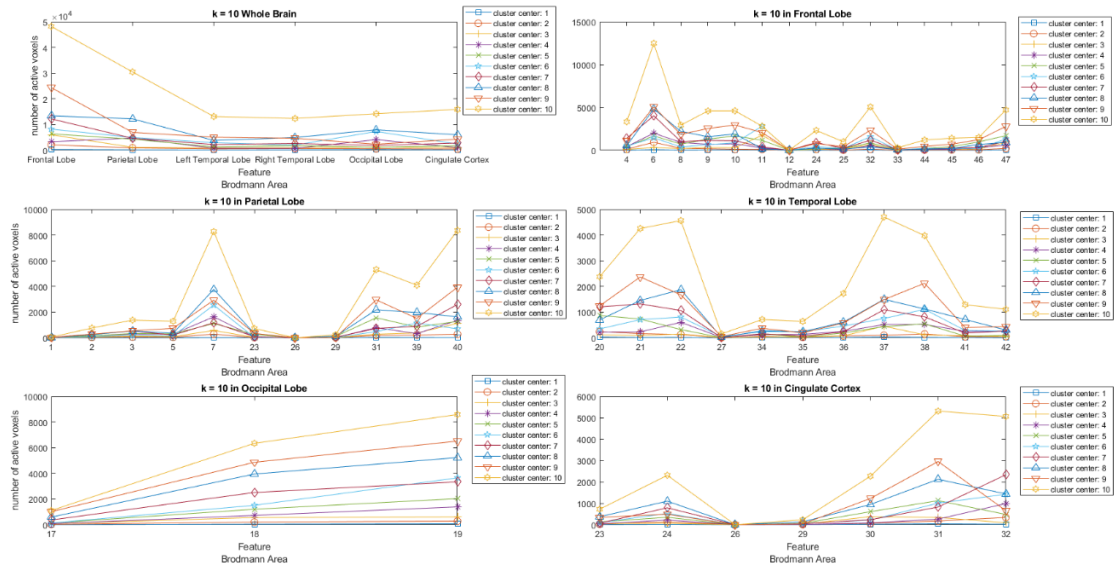 k = 10 Whole Brain
5 ×10⁴
4
3
2
1
0
number of active voxels
Frontal Lobe Parietal Lobe Left Temporal Lobe Right Temporal Lobe Occipital Lobe Cingulate Cortex
Feature
Brodmann Area
cluster center: 1
cluster center: 2
cluster center: 3
cluster center: 4
cluster center: 5
cluster center: 6
cluster center: 7
cluster center: 8
cluster center: 9
cluster center: 10
k = 10 in Frontal Lobe
15000
10000
5000
0
4 6 8 9 10 11 12 24 25 32 33 44 45 46 47
Feature
Brodmann Area
cluster center: 1
cluster center: 2
cluster center: 3
cluster center: 4
cluster center: 5
cluster center: 6
cluster center: 7
cluster center: 8
cluster center: 9
cluster center: 10
k = 10 in Parietal Lobe
10000
8000
6000
4000
2000
0
number of active voxels
1 2 3 5 7 23 26 29 31 39 40
Feature
Brodmann Area
cluster center: 1
cluster center: 2
cluster center: 3
cluster center: 4
cluster center: 5
cluster center: 6
cluster center: 7
cluster center: 8
cluster center: 9
cluster center: 10
k = 10 in Temporal Lobe
5000
4000
3000
2000
1000
0
20 21 22 27 34 35 36 37 38 41 42
Feature
Brodmann Area
cluster center: 1
cluster center: 2
cluster center: 3
cluster center: 4
cluster center: 5
cluster center: 6
cluster center: 7
cluster center: 8
cluster center: 9
cluster center: 10
k = 10 in Occipital Lobe
10000
8000
6000
4000
2000
0
number of active voxels
17 18 19
Feature
Brodmann Area
cluster center: 1
cluster center: 2
cluster center: 3
cluster center: 4
cluster center: 5
cluster center: 6
cluster center: 7
cluster center: 8
cluster center: 9
cluster center: 10
k = 10 in Cingulate Cortex
6000
5000
4000
3000
2000
1000
0
23 24 26 29 30 31 32
Feature
Brodmann Area
cluster center: 1
cluster center: 2
cluster center: 3
cluster center: 4
cluster center: 5
cluster center: 6
cluster center: 7
cluster center: 8
cluster center: 9
cluster center: 10